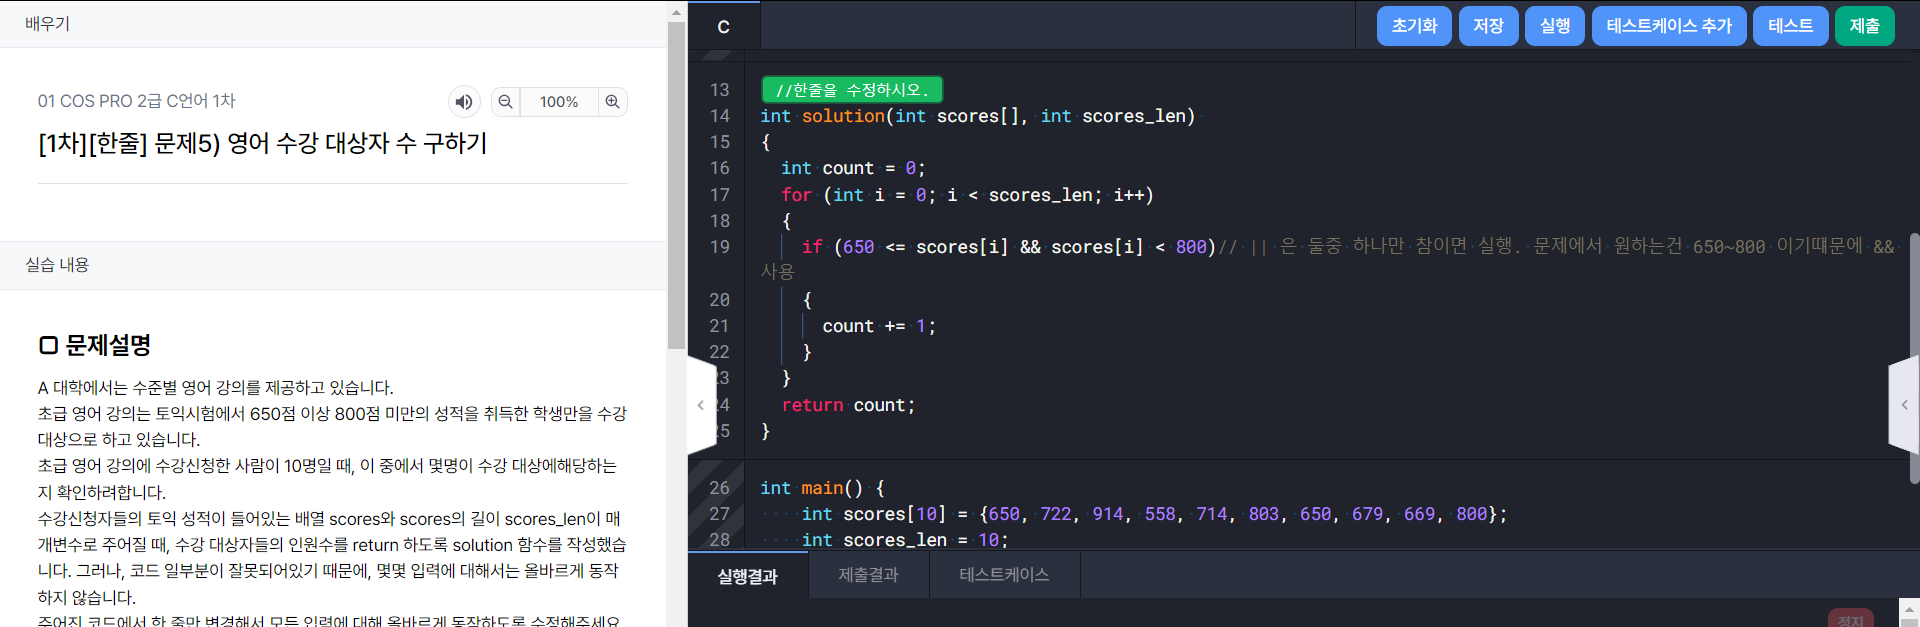 배우기
01 COS PRO 2급 C언어 1차
100%
[1차][한줄] 문제5) 영어 수강 대상자 수 구하기
실습 내용
문제설명
A 대학에서는 수준별 영어 강의를 제공하고 있습니다.
초급 영어 강의는 토익시험에서 650점 이상 800점 미만의 성적을 취득한 학생만을 수강
대상으로 하고 있습니다.
초급 영어 강의에 수강신청한 사람이 10명일 때, 이 중에서 몇명이 수강 대상에해당하는
지 확인하려합니다.
수강신청자들의 토익 성적이 들어있는 배열 scores와 scores의 길이 scores_len이 매
개변수로 주어질 때, 수강 대상자들의 인원수를 return 하도록 solution 함수를 작성했습
니다. 그러나, 코드 일부분이 잘못되어있기 때문에, 몇몇 입력에 대해서는 올바르게 동작
하지 않습니다.
주어진 코드에서 한 줄만 변경해서 모든 입력에 대해 올바르게 동작하도록 수정해주세요
C
초기화 저장 실행 테스트케이스 추가 테스트 제출
13 //한줄을 수정하시오.
14 int solution(int scores[], int scores_len)
15 {
16 int count = 0;
17 for (int i = 0; i < scores_len; i++)
18 {
19 if (650 <= scores[i] && scores[i] < 800)// || 은 둘중 하나만 참이면 실행. 문제에서 원하는건 650~800 이기때문에 &&
사용
20 {
21 count += 1;
22 }
23 }
24 return count;
25 }
26 int main() {
27 int scores[10] = {650, 722, 914, 558, 714, 803, 650, 679, 669, 800};
28 int scores_len = 10;
실행결과 제출결과 테스트케이스
정지